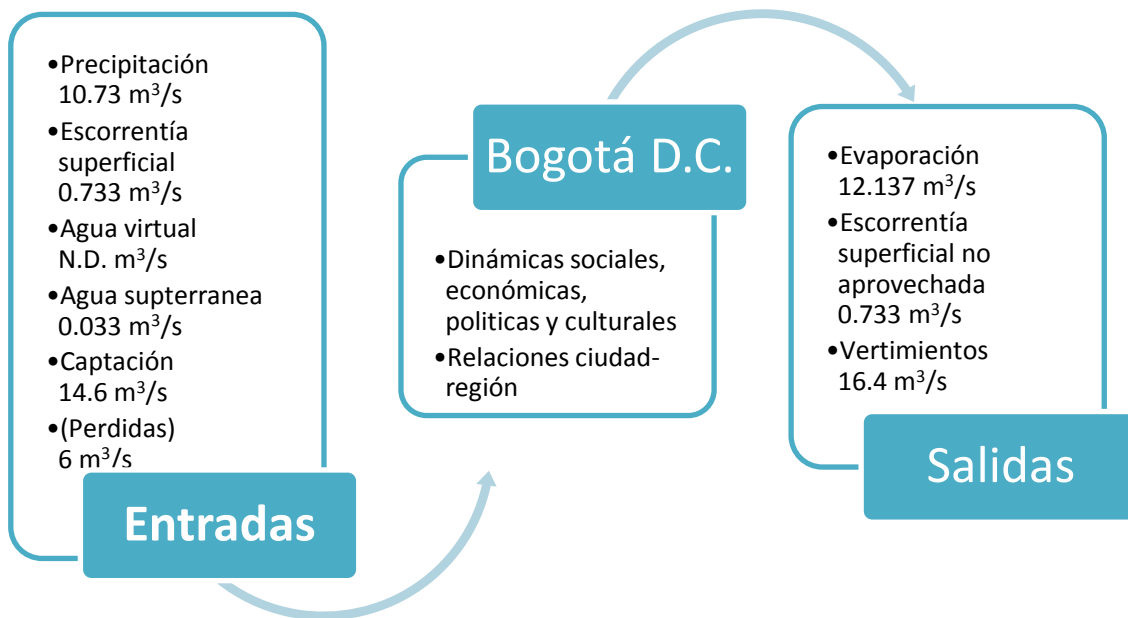 •Precipitación
10.73 m³/s
•Escorrentía
superficial
0.733 m³/s
•Agua virtual
N.D. m³/s
•Agua supterranea
0.033 m³/s
•Captación
14.6 m³/s
•(Perdidas)
6 m³/s
Entradas
Bogotá D.C.
•Dinámicas sociales,
económicas,
politicas y culturales
•Relaciones ciudad-
región
•Evaporación
12.137 m³/s
•Escorrentía
superficial no
aprovechada
0.733 m³/s
•Vertimientos
16.4 m³/s
Salidas